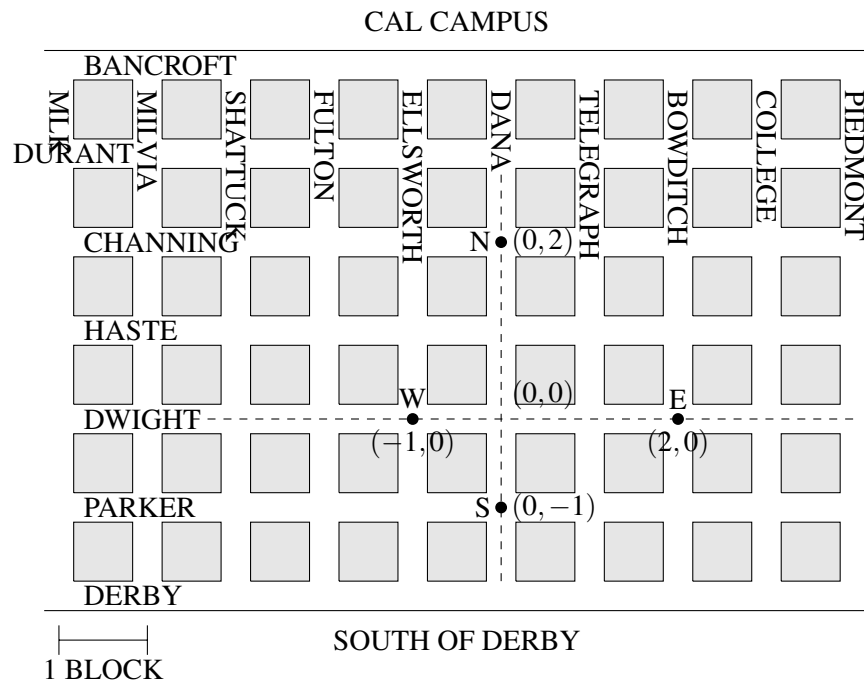 CAL CAMPUS
BANCROFT
MLK
MILVIA
SHATTUCK
FULTON
ELLSWORTH
DANA
TELEGRAPH
BOWDITCH
COLLEGE
PIEDMONT
DURANT
CHANNING
N
(0,2)
HASTE
W
(0,0)
E
DWIGHT
(−1,0)
(2,0)
PARKER
S
(0,−1)
DERBY
SOUTH OF DERBY
1 BLOCK